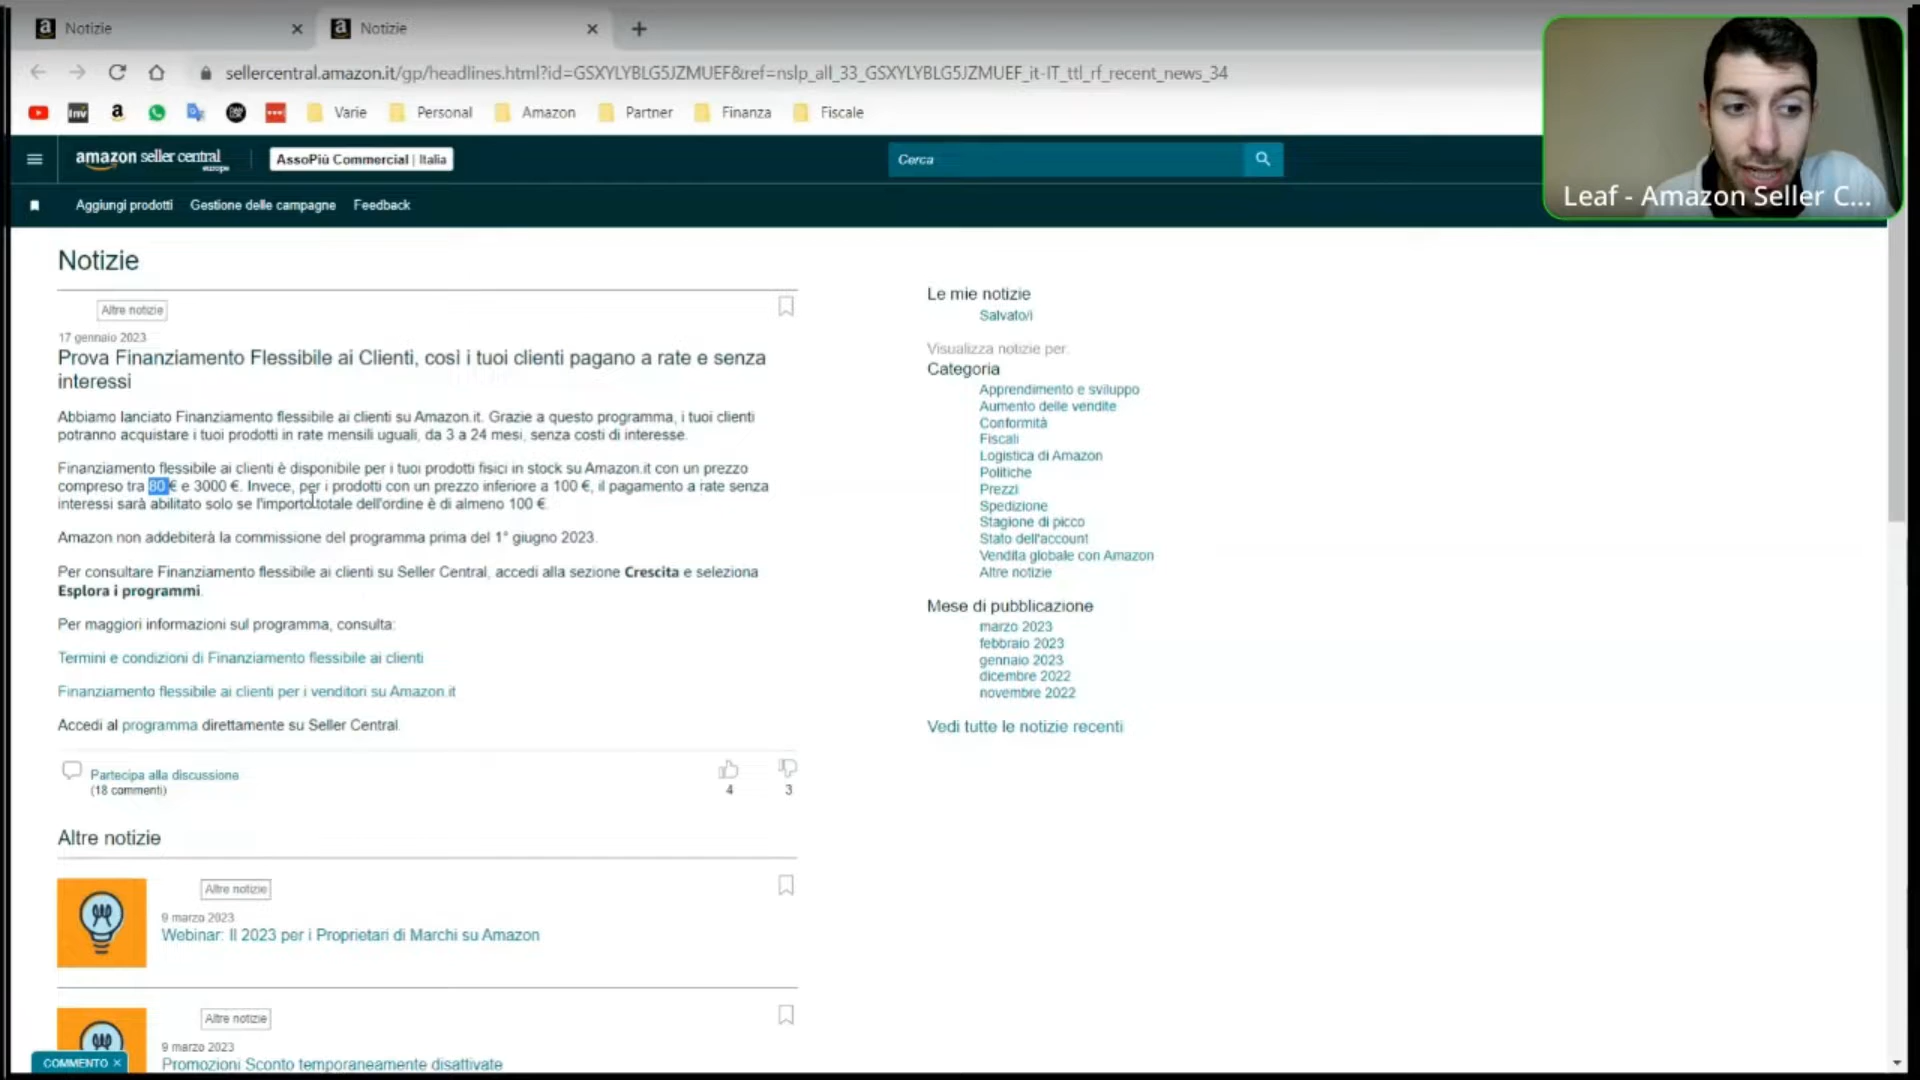 Notizie
Notizie
sellercentral.amazon.it/gp/headlines.html?id=GSXYLYBLG5JZMUEF&ref=nslp_all_33_GSXYLYBLG5JZMUEF_it-IT_ttl_rf_recent_news_34
inv
a
Varie
Personal
Amazon
Partner
Finanza
Fiscale
Leaf - Amazon Seller C...
amazon seller central
europe
AssoPiù Commercial | Italia
Cerca
Aggiungi prodotti
Gestione delle campagne
Feedback
Notizie
Altre notizie
17 gennaio 2023
Prova Finanziamento Flessibile ai Clienti, così i tuoi clienti pagano a rate e senza
interessi
Abbiamo lanciato Finanziamento flessibile ai clienti su Amazon.it. Grazie a questo programma, i tuoi clienti
potranno acquistare i tuoi prodotti in rate mensili uguali, da 3 a 24 mesi, senza costi di interesse.
Finanziamento flessibile ai clienti è disponibile per i tuoi prodotti fisici in stock su Amazon.it con un prezzo
compreso tra 80 € e 3000 €. Invece, per i prodotti con un prezzo inferiore a 100 €, il pagamento a rate senza
interessi sarà abilitato solo se l'importo totale dell'ordine è di almeno 100 €.
Amazon non addebiterà la commissione del programma prima del 1° giugno 2023.
Per consultare Finanziamento flessibile ai clienti su Seller Central, accedi alla sezione Crescita e seleziona
Esplora i programmi.
Per maggiori informazioni sul programma, consulta:
Termini e condizioni di Finanziamento flessibile ai clienti
Finanziamento flessibile ai clienti per i venditori su Amazon.it
Accedi al programma direttamente su Seller Central.
Partecipa alla discussione
(18 commenti)
4
3
Altre notizie
Altre notizie
9 marzo 2023
Webinar: Il 2023 per i Proprietari di Marchi su Amazon
Altre notizie
9 marzo 2023
Promozioni Sconto temporaneamente disattivate
COMMENTO ×
Le mie notizie
Salvato/i
Visualizza notizie per:
Categoria
Apprendimento e sviluppo
Aumento delle vendite
Conformità
Fiscali
Logistica di Amazon
Politiche
Prezzi
Spedizione
Stagione di picco
Stato dell'account
Vendita globale con Amazon
Altre notizie
Mese di pubblicazione
marzo 2023
febbraio 2023
gennaio 2023
dicembre 2022
novembre 2022
Vedi tutte le notizie recenti